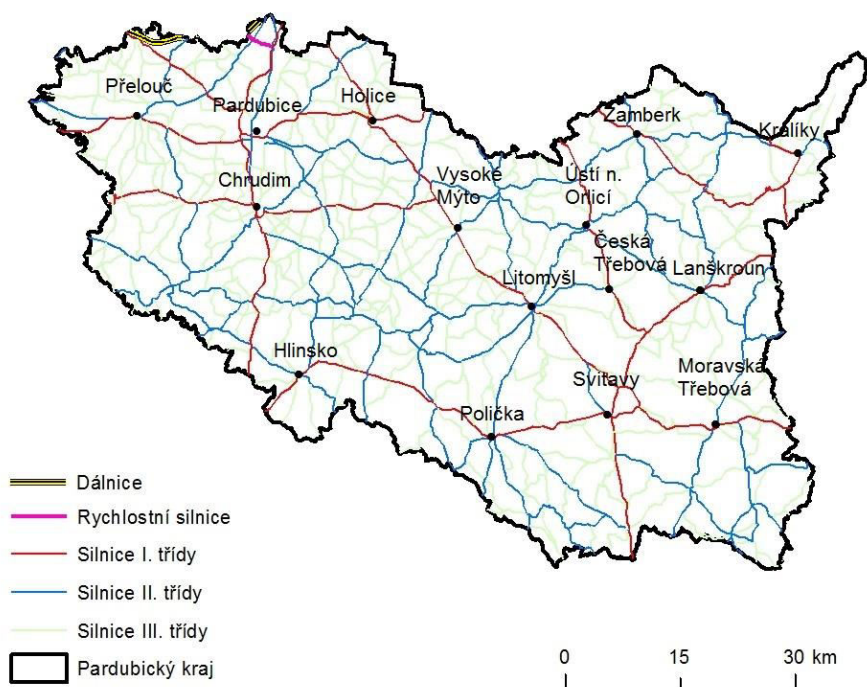 Přelouč
Pardubice
Holice
Žamberk
Králíky
Chrudim
Vysoké
Mýto
Ústí n.
Orlicí
Česká
Třebová
Lanškroun
Litomyšl
Hlinsko
Polička
Svitavy
Moravská
Třebová
Dálnice
Rychlostní silnice
Silnice I. třídy
Silnice II. třídy
Silnice III. třídy
Pardubický kraj
0 15 30 km